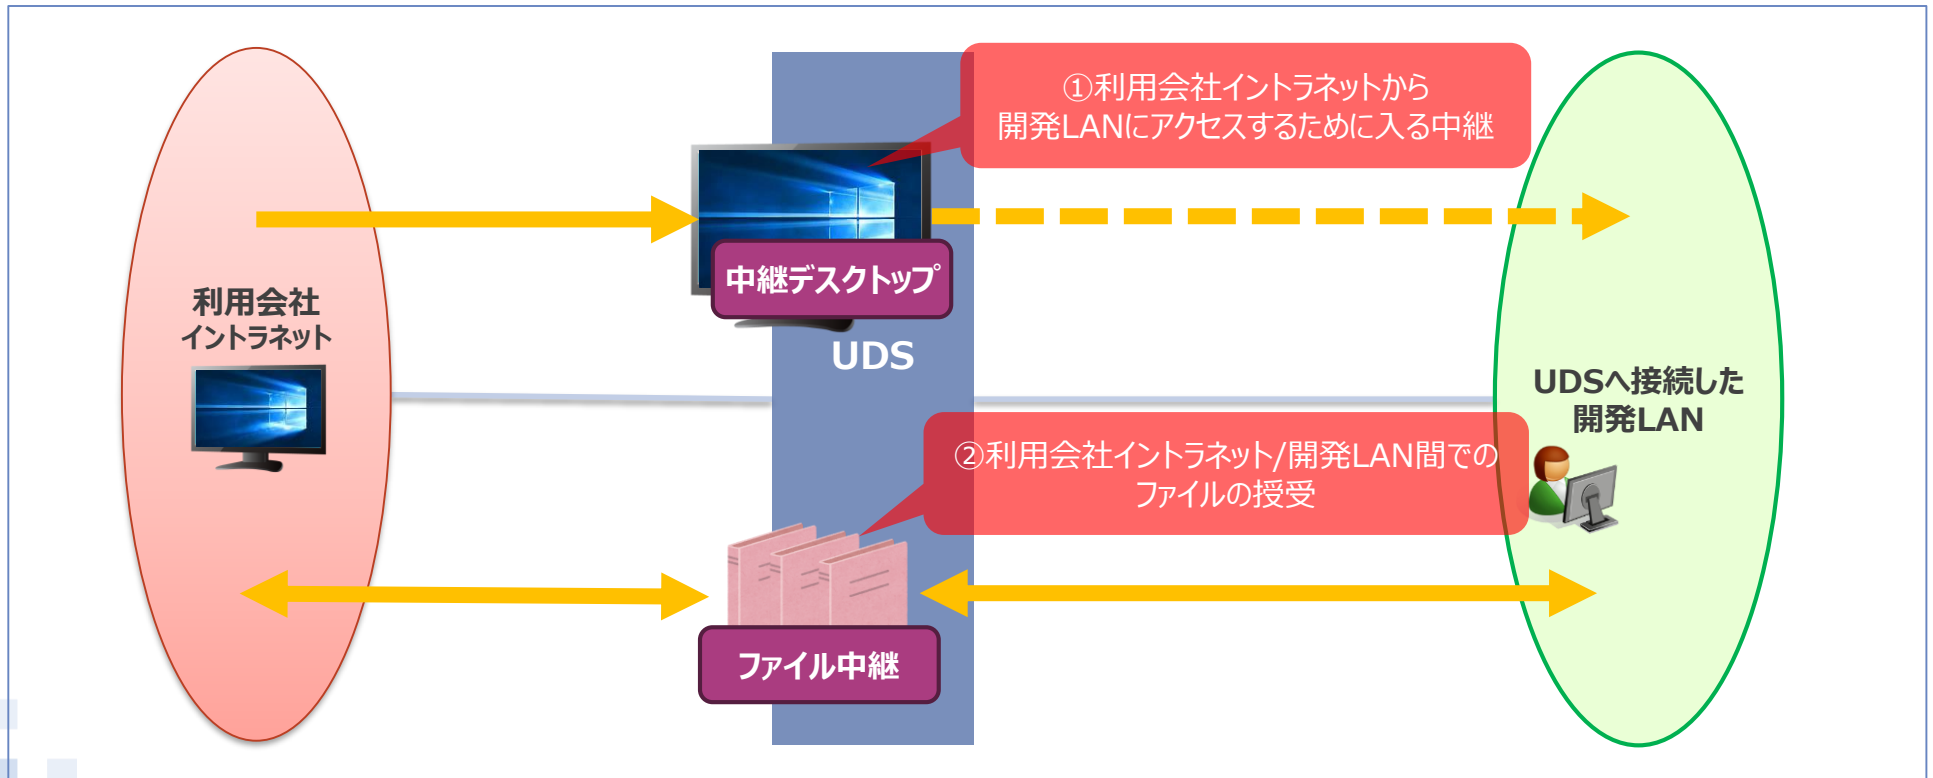 ①利用会社イントラネットから
開発LANにアクセスするために入る中継
中継デスクトップ
利用会社
イントラネット
UDS
UDSへ接続した
開発LAN
②利用会社イントラネット/開発LAN間での
ファイルの授受
ファイル中継